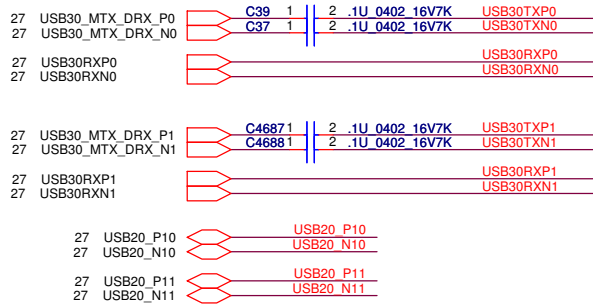 27 USB30_MTX_DRX_P0 C39 1 2 .1U_0402_16V7K USB30TXP0
27 USB30_MTX_DRX_N0 C37 1 2 .1U_0402_16V7K USB30TXN0
27 USB30RXP0 USB30RXP0
27 USB30RXN0 USB30RXN0
27 USB30_MTX_DRX_P1 C4687 1 2 .1U_0402_16V7K USB30TXP1
27 USB30_MTX_DRX_N1 C4688 1 2 .1U_0402_16V7K USB30TXN1
27 USB30RXP1 USB30RXP1
27 USB30RXN1 USB30RXN1
27 USB20_P10 USB20_P10
27 USB20_N10 USB20_N10
27 USB20_P11 USB20_P11
27 USB20_N11 USB20_N11